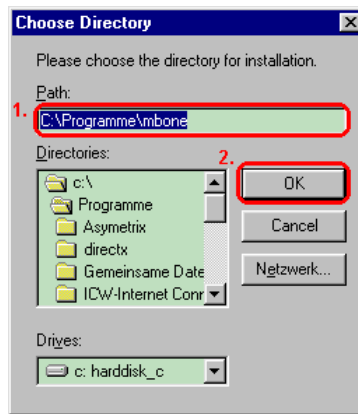 Choose Directory
Please choose the directory for installation.
Path:
1.
C:\Programme\mbone
Directories:
2.
c:\
OK
Programme
Asymetrix
Cancel
directx
Gemeinsame Date
Netzwerk...
ICW-Internet Conr
Drives:
c: harddisk_c